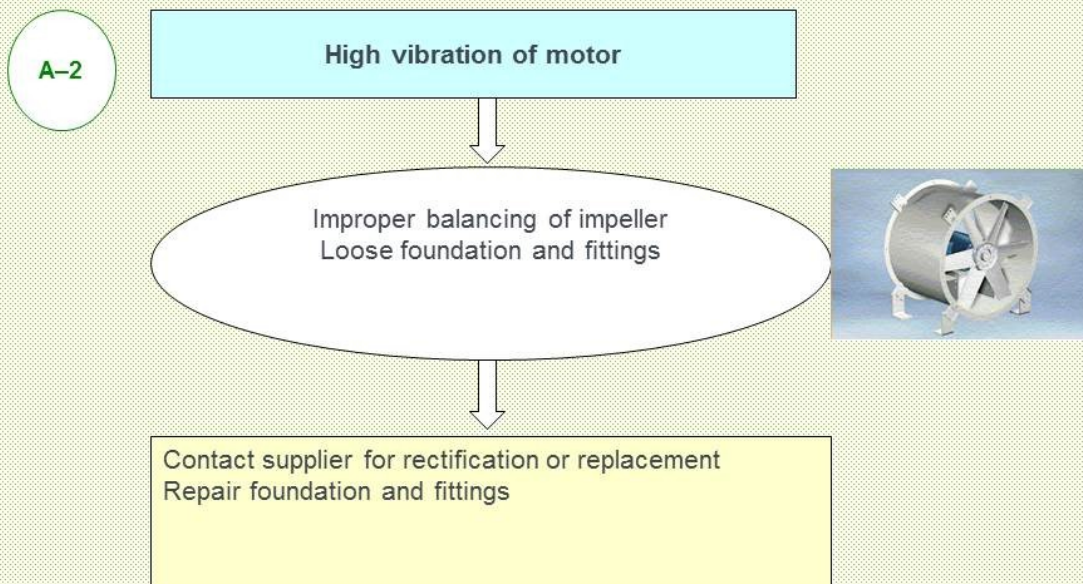 A–2
High vibration of motor
Improper balancing of impeller
Loose foundation and fittings
Contact supplier for rectification or replacement
Repair foundation and fittings